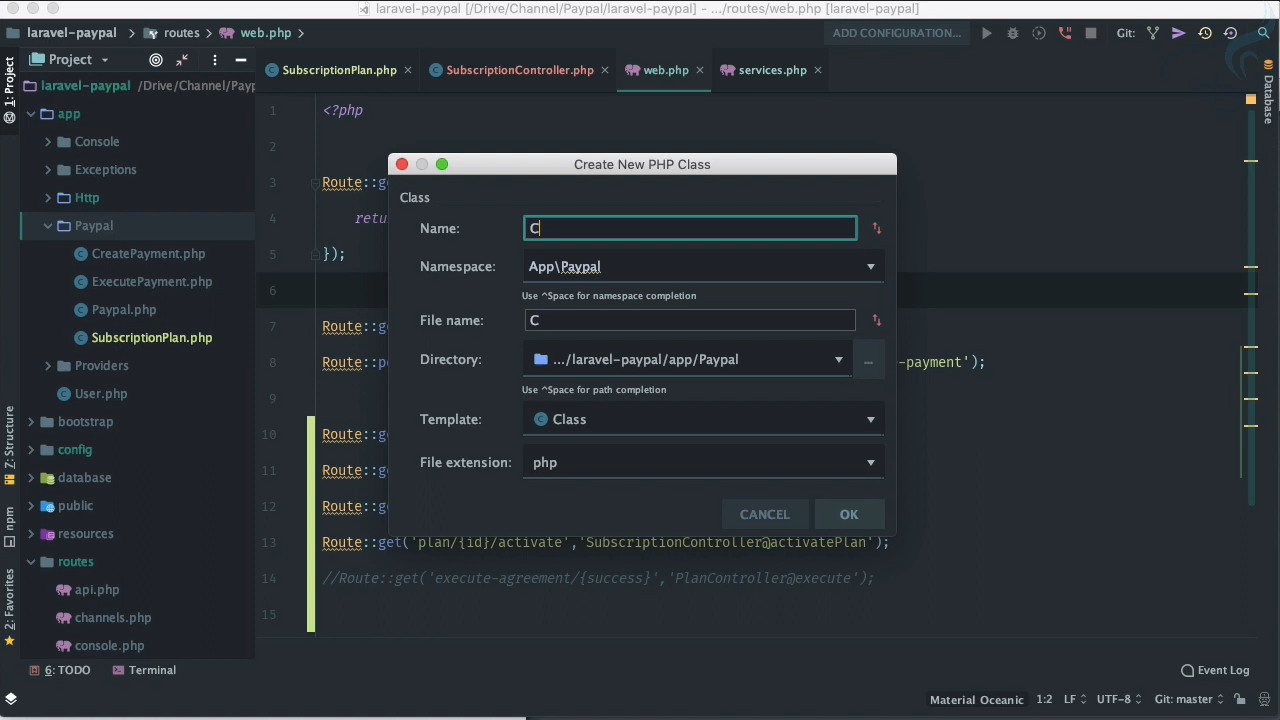 laravel-paypal [/Drive/Channel/Paypal/laravel-paypal] - .../routes/web.php [laravel-paypal]
laravel-paypal
routes
web.php
ADD CONFIGURATION...
Git:
1: Project
Project
SubscriptionPlan.php
SubscriptionController.php
web.php
services.php
Database
laravel-paypal /Drive/Channel/Payp
app
Console
Exceptions
Http
Paypal
CreatePayment.php
ExecutePayment.php
Paypal.php
SubscriptionPlan.php
Providers
User.php
bootstrap
config
database
public
resources
routes
api.php
channels.php
console.php
Z: Structure
npm
2: Favorites
1 <?php
2
3 Route::ge
4 retu
5 });
6
7 Route::ge
8 Route::po
-payment');
9
10 Route::ge
11 Route::ge
12 Route::ge
13 Route::get('plan/{id}/activate','SubscriptionController@activatePlan');
14 //Route::get('execute-agreement/{success}','PlanController@execute');
15
Create New PHP Class
Class
Name: C
Namespace: App\Paypal
Use ^Space for namespace completion
File name: C
Directory: .../laravel-paypal/app/Paypal
Use ^Space for path completion
Template: Class
File extension: php
CANCEL
OK
6: TODO
Terminal
Event Log
Material Oceanic
1:2
LF
UTF-8
Git: master